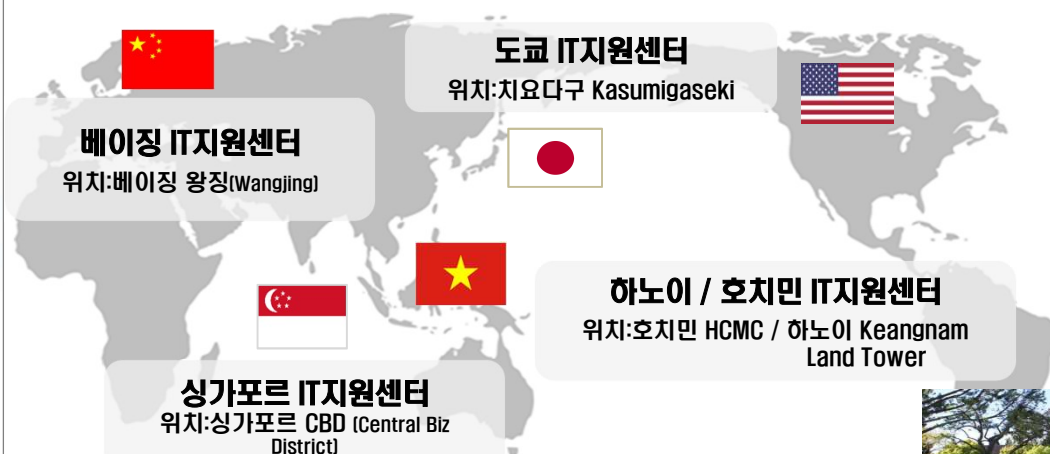 도쿄 IT지원센터
위치:치요다구 Kasumigaseki
베이징 IT지원센터
위치:베이징 왕징(Wangjing)
하노이 / 호치민 IT지원센터
위치:호치민 HCMC / 하노이 Keangnam
Land Tower
싱가포르 IT지원센터
위치:싱가포르 CBD (Central Biz
District)